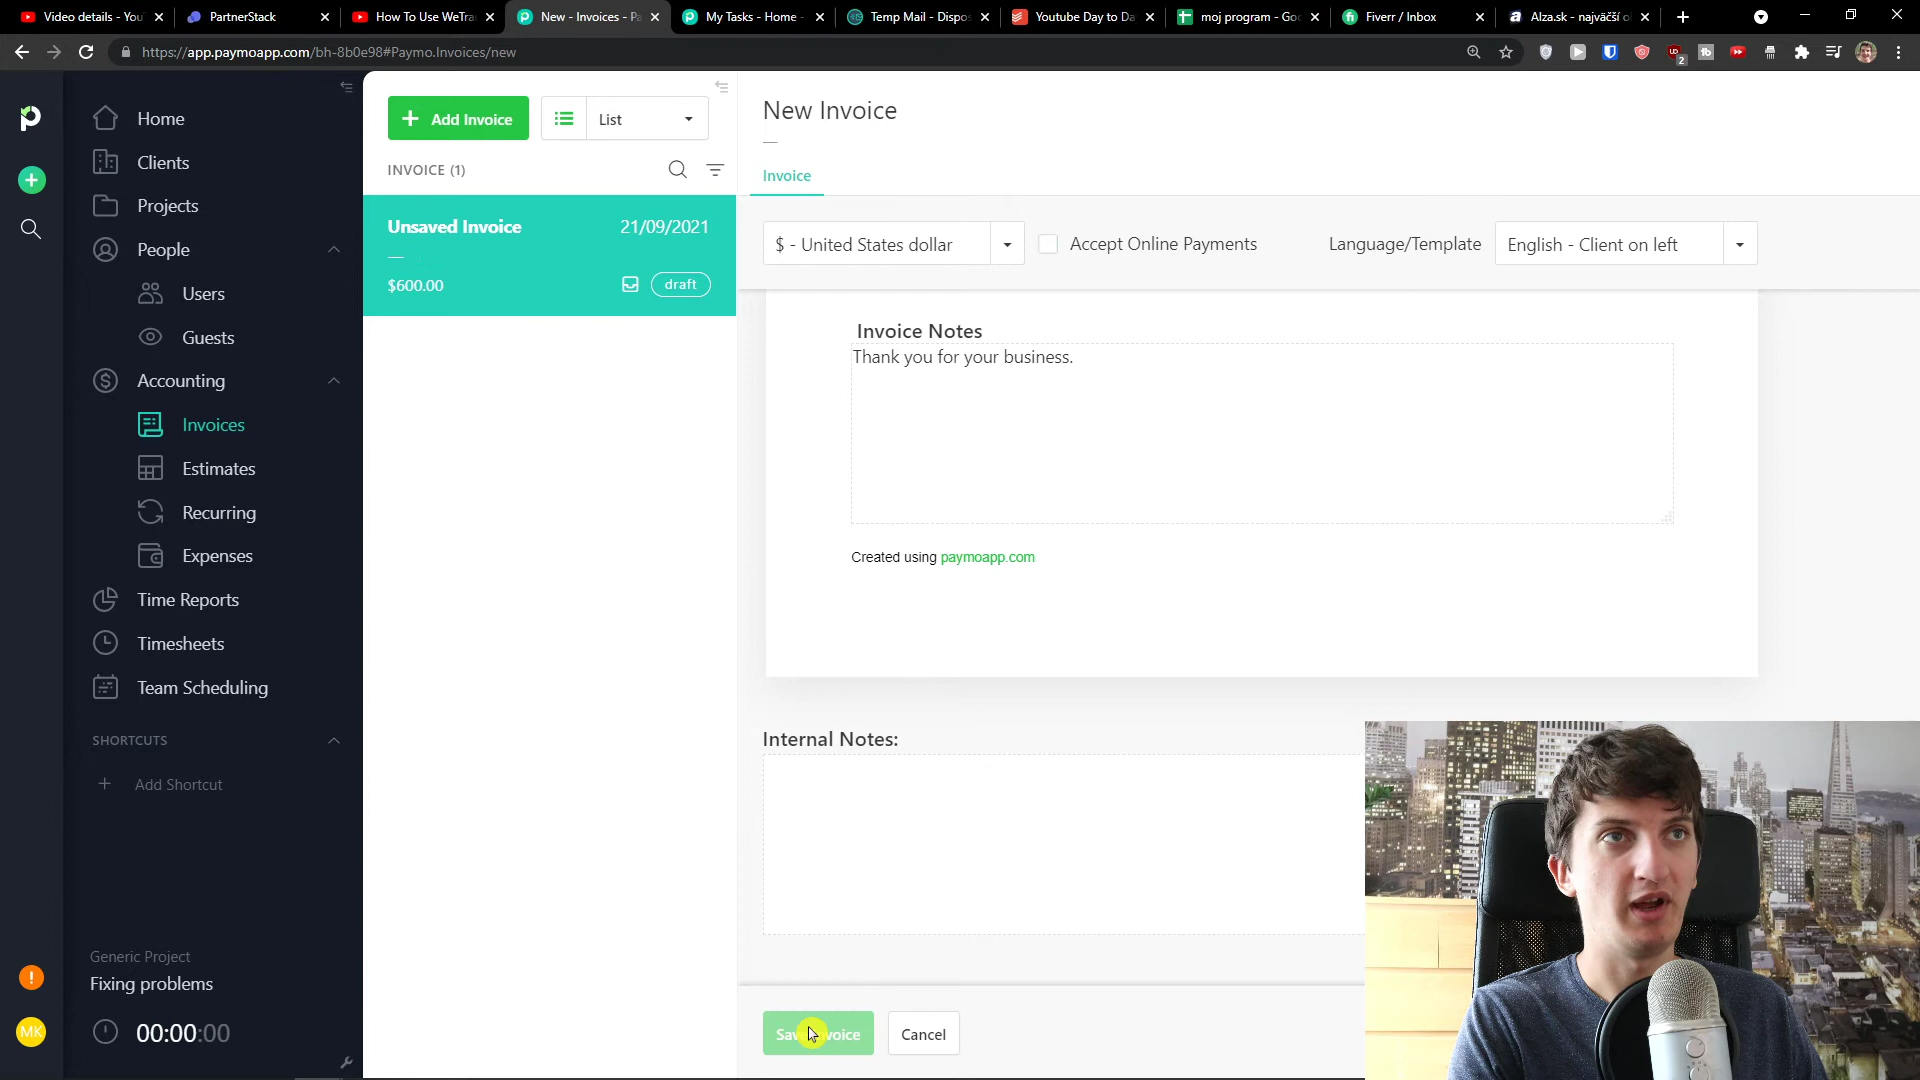 Video details - You
PartnerStack
How To Use WeTra
New - Invoices - Pa
My Tasks - Home -
Temp Mail - Dispos
Youtube Day to Da
moj program - Goo
Fiverr / Inbox
Alza.sk - najväčší o
https://app.paymoapp.com/bh-8b0e98#Paymo.Invoices/new
2
Home
Clients
Projects
People
Users
Guests
Accounting
Invoices
Estimates
Recurring
Expenses
Time Reports
Timesheets
Team Scheduling
SHORTCUTS
Add Shortcut
Generic Project
Fixing problems
MK
00:00:00
Add Invoice
List
INVOICE (1)
Unsaved Invoice
21/09/2021
—
$600.00
draft
New Invoice
—
Invoice
$ - United States dollar
Accept Online Payments
Language/Template
English - Client on left
Invoice Notes
Thank you for your business.
Created using paymoapp.com
Internal Notes:
Cancel